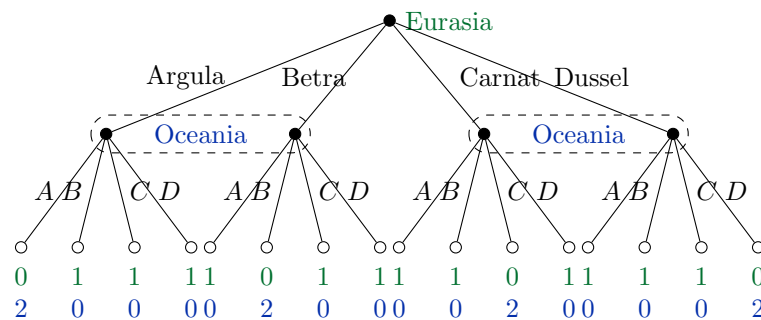 Eurasia
Argula Betra Carnat Dussel
Oceania Oceania
A B C D A B C D A B C D A B C D
0 1 1 1 1 0 1 1 1 1 0 1 1 1 1 0
2 0 0 0 0 2 0 0 0 0 2 0 0 0 0 2